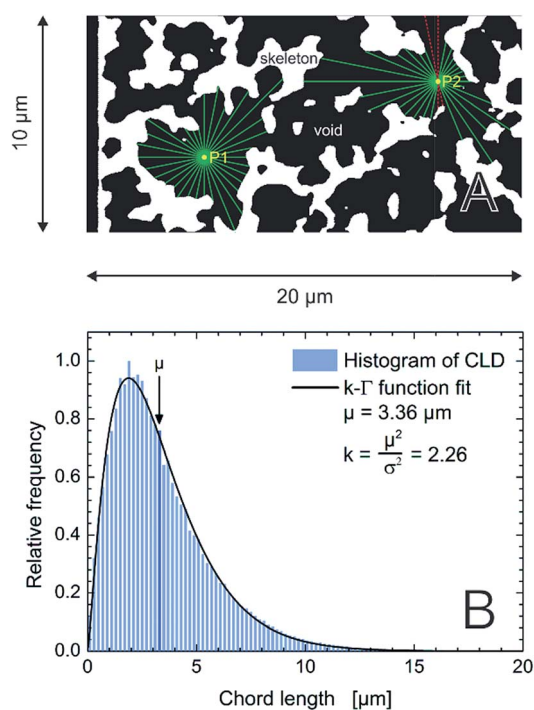 10 µm
skeleton
P2
void
P1
A
20 µm
µ
Histogram of CLD
k-Γ function fit
µ = 3.36 µm
k = µ²/σ² = 2.26
B
Relative frequency
1.0
0.8
0.6
0.4
0.2
0.0
0 5 10 15 20
Chord length [µm]